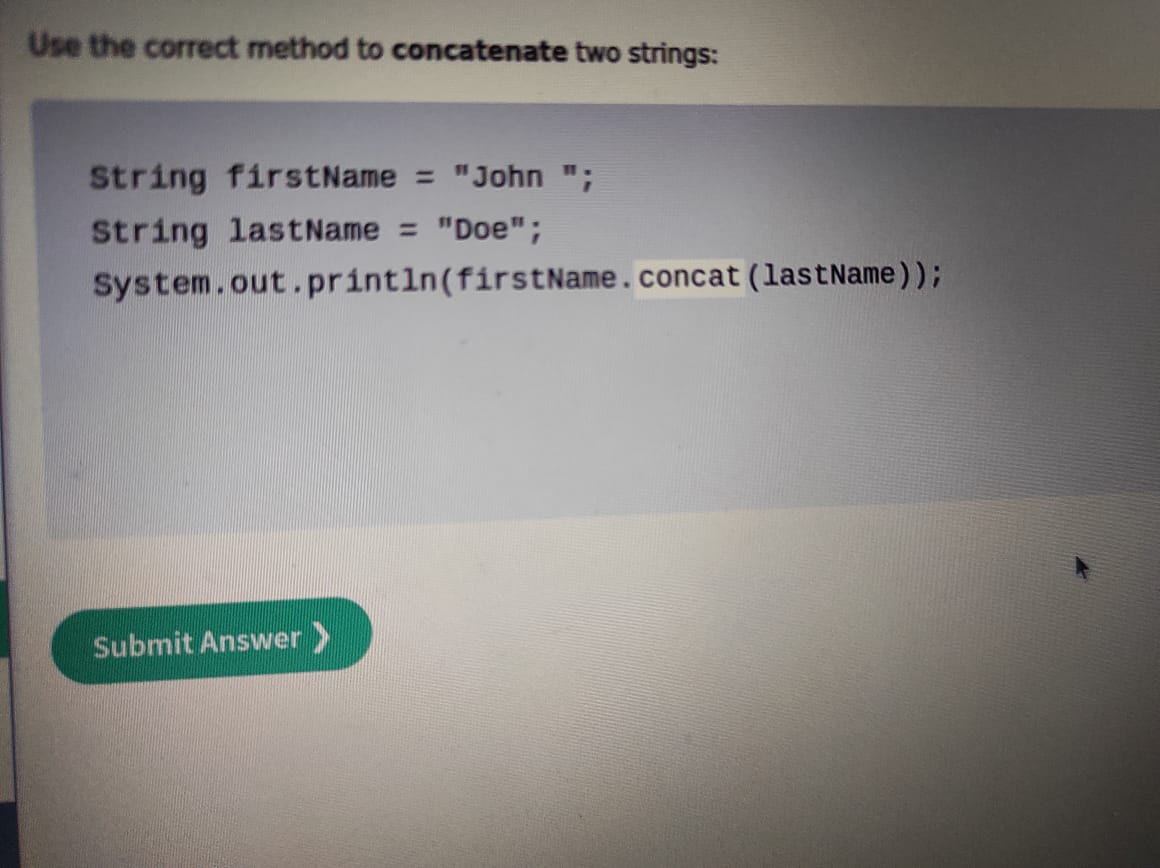 Use the correct method to concatenate two strings:
String firstName = "John ";
String lastName = "Doe";
System.out.println(firstName.concat(lastName));
Submit Answer ❯